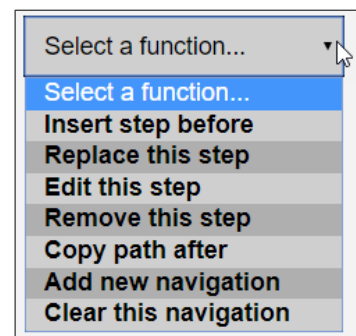 Select a function...
Select a function...
Insert step before
Replace this step
Edit this step
Remove this step
Copy path after
Add new navigation
Clear this navigation